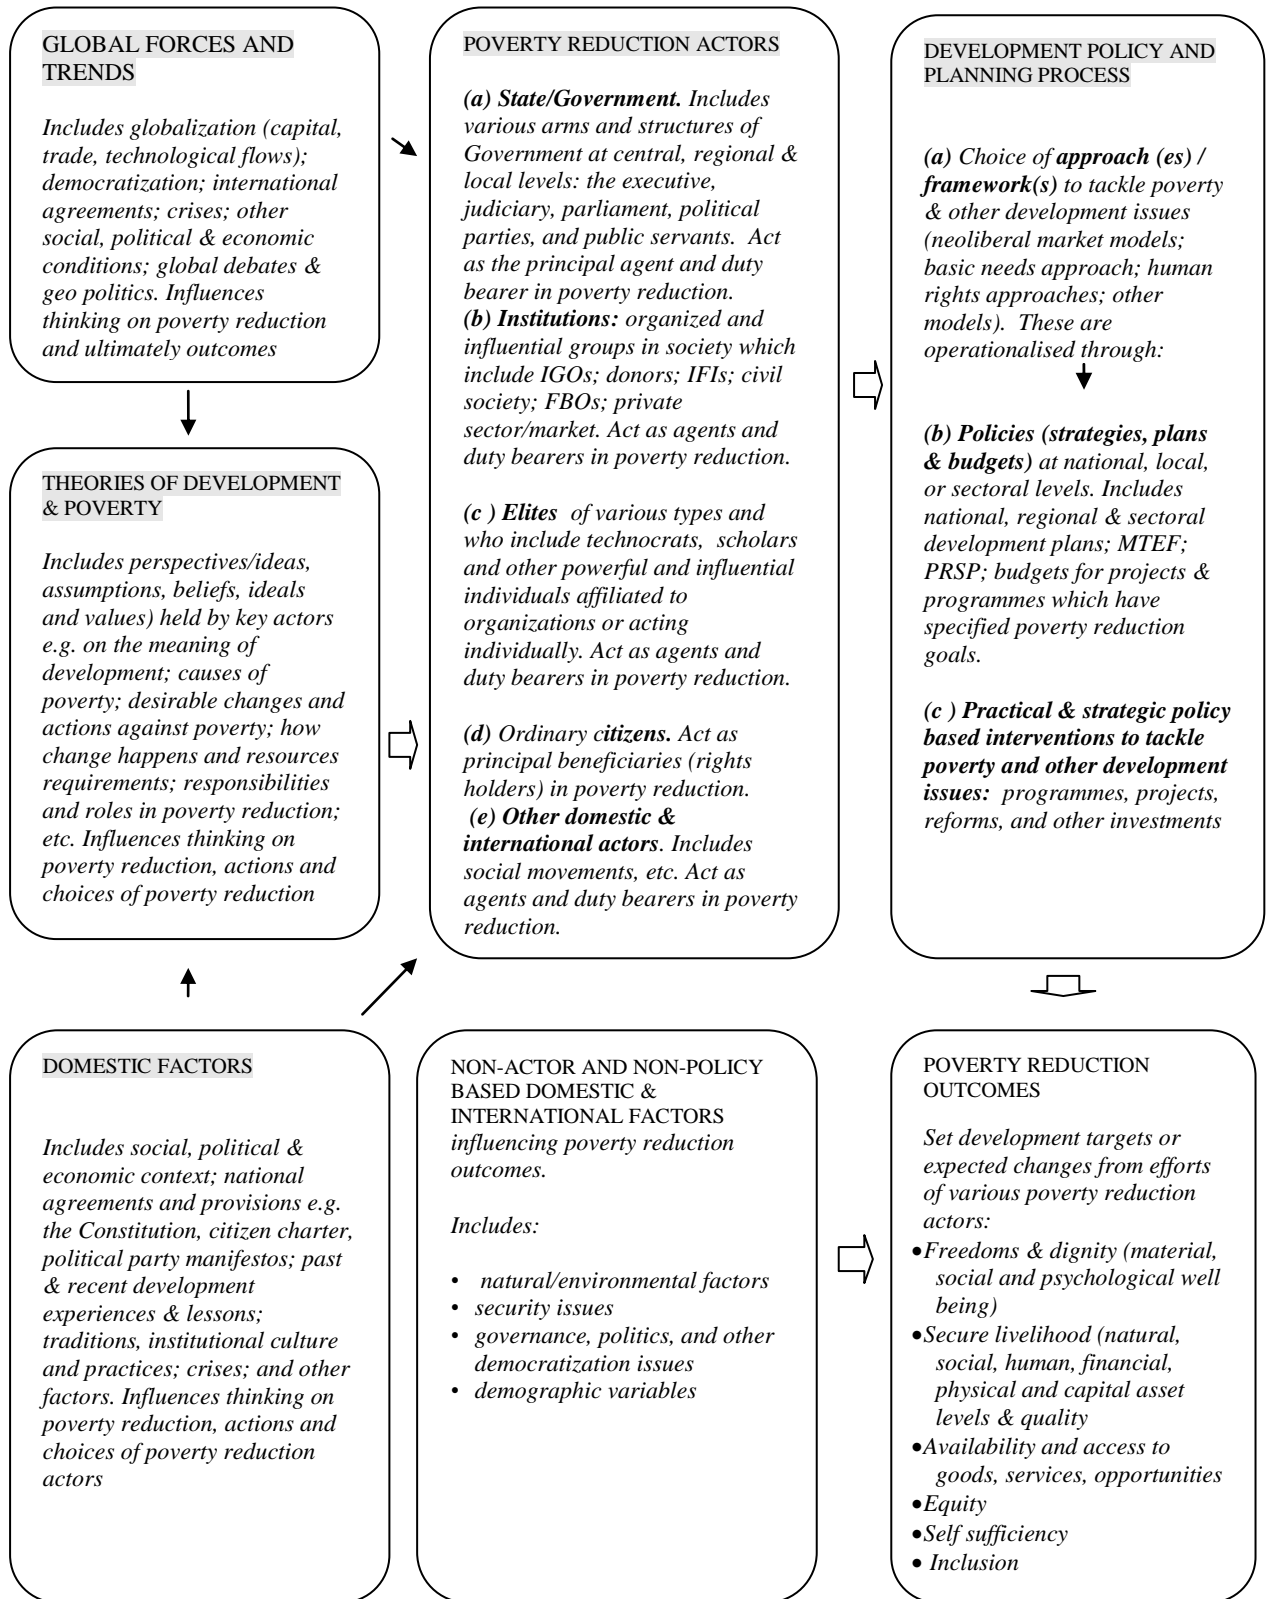 GLOBAL FORCES AND
TRENDS
Includes globalization (capital,
trade, technological flows);
democratization; international
agreements; crises; other
social, political & economic
conditions; global debates &
geo politics. Influences
thinking on poverty reduction
and ultimately outcomes
THEORIES OF DEVELOPMENT
& POVERTY
Includes perspectives/ideas,
assumptions, beliefs, ideals
and values) held by key actors
e.g. on the meaning of
development; causes of
poverty; desirable changes and
actions against poverty; how
change happens and resources
requirements; responsibilities
and roles in poverty reduction;
etc. Influences thinking on
poverty reduction, actions and
choices of poverty reduction
DOMESTIC FACTORS
Includes social, political &
economic context; national
agreements and provisions e.g.
the Constitution, citizen charter,
political party manifestos; past
& recent development
experiences & lessons;
traditions, institutional culture
and practices; crises; and other
factors. Influences thinking on
poverty reduction, actions and
choices of poverty reduction
actors
POVERTY REDUCTION ACTORS
(a) State/Government. Includes
various arms and structures of
Government at central, regional &
local levels: the executive,
judiciary, parliament, political
parties, and public servants. Act
as the principal agent and duty
bearer in poverty reduction.
(b) Institutions: organized and
influential groups in society which
include IGOs; donors; IFIs; civil
society; FBOs; private
sector/market. Act as agents and
duty bearers in poverty reduction.
(c ) Elites of various types and
who include technocrats, scholars
and other powerful and influential
individuals affiliated to
organizations or acting
individually. Act as agents and
duty bearers in poverty reduction.
(d) Ordinary citizens. Act as
principal beneficiaries (rights
holders) in poverty reduction.
(e) Other domestic &
international actors. Includes
social movements, etc. Act as
agents and duty bearers in poverty
reduction.
NON-ACTOR AND NON-POLICY
BASED DOMESTIC &
INTERNATIONAL FACTORS
influencing poverty reduction
outcomes.
Includes:
• natural/environmental factors
• security issues
• governance, politics, and other
democratization issues
• demographic variables
DEVELOPMENT POLICY AND
PLANNING PROCESS
(a) Choice of approach (es) /
framework(s) to tackle poverty
& other development issues
(neoliberal market models;
basic needs approach; human
rights approaches; other
models). These are
operationalised through:
(b) Policies (strategies, plans
& budgets) at national, local,
or sectoral levels. Includes
national, regional & sectoral
development plans; MTEF;
PRSP; budgets for projects &
programmes which have
specified poverty reduction
goals.
(c ) Practical & strategic policy
based interventions to tackle
poverty and other development
issues: programmes, projects,
reforms, and other investments
POVERTY REDUCTION
OUTCOMES
Set development targets or
expected changes from efforts
of various poverty reduction
actors:
•Freedoms & dignity (material,
social and psychological well
being)
•Secure livelihood (natural,
social, human, financial,
physical and capital asset
levels & quality
•Availability and access to
goods, services, opportunities
•Equity
•Self sufficiency
• Inclusion